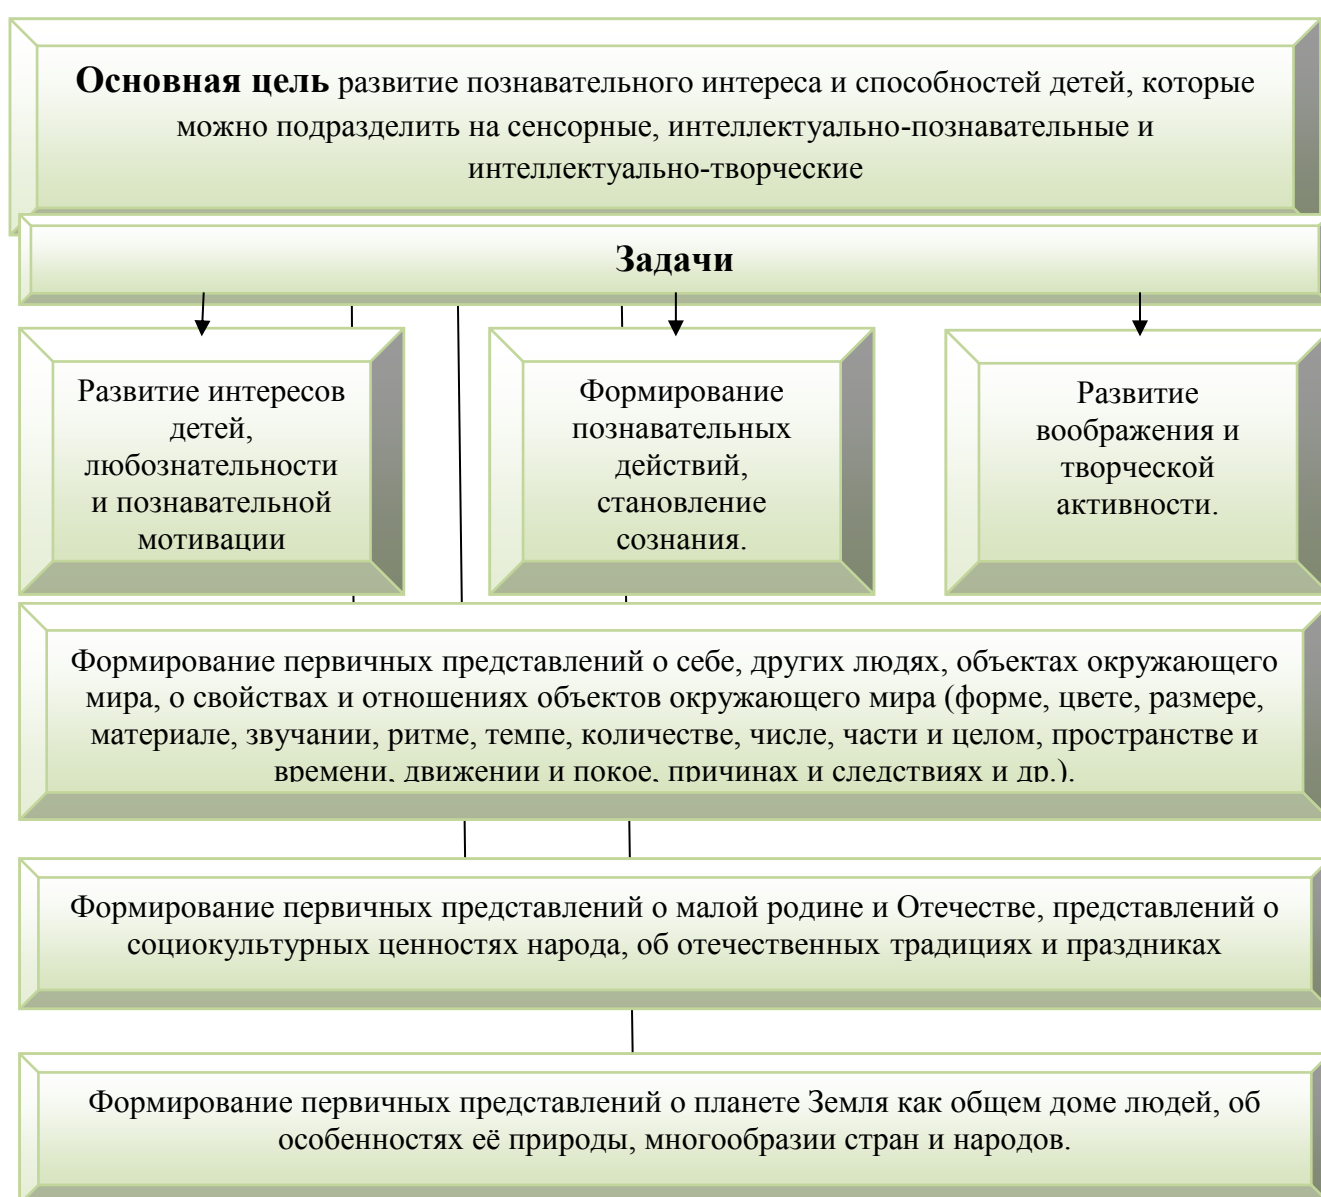 Основная цель развитие познавательного интереса и способностей детей, которые
можно подразделить на сенсорные, интеллектуально-познавательные и
интеллектуально-творческие
Задачи
Развитие интересов
детей,
любознательности
и познавательной
мотивации
Формирование
познавательных
действий,
становление
сознания.
Развитие
воображения и
творческой
активности.
Формирование первичных представлений о себе, других людях, объектах окружающего
мира, о свойствах и отношениях объектов окружающего мира (форме, цвете, размере,
материале, звучании, ритме, темпе, количестве, числе, части и целом, пространстве и
времени, движении и покое, причинах и следствиях и др.).
Формирование первичных представлений о малой родине и Отечестве, представлений о
социокультурных ценностях народа, об отечественных традициях и праздниках
Формирование первичных представлений о планете Земля как общем доме людей, об
особенностях её природы, многообразии стран и народов.